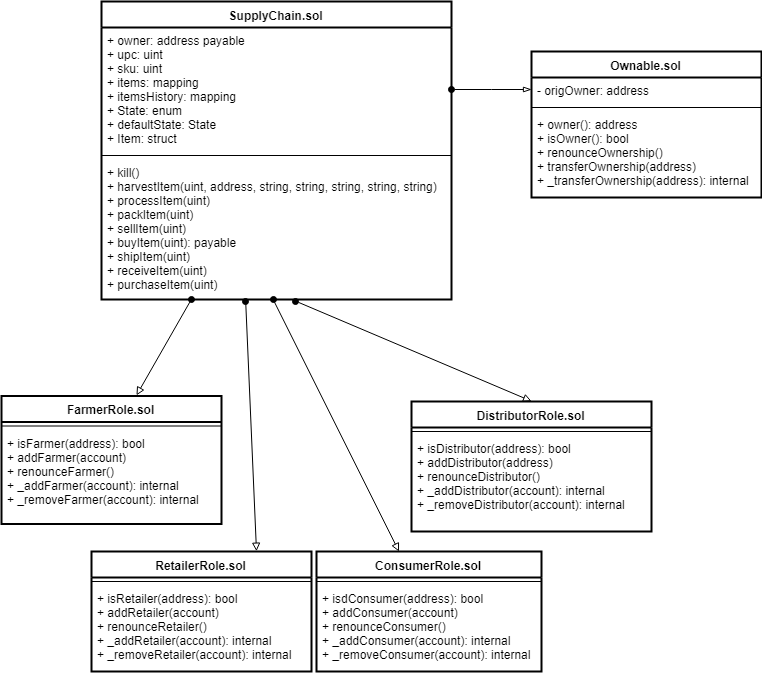 SupplyChain.sol
+ owner: address payable
+ upc: uint
+ sku: uint
+ items: mapping
+ itemsHistory: mapping
+ State: enum
+ defaultState: State
+ Item: struct
+ kill()
+ harvestItem(uint, address, string, string, string, string, string)
+ processItem(uint)
+ packItem(uint)
+ sellItem(uint)
+ buyItem(uint): payable
+ shipItem(uint)
+ receiveItem(uint)
+ purchaseItem(uint)
Ownable.sol
- origOwner: address
+ owner(): address
+ isOwner(): bool
+ renounceOwnership()
+ transferOwnership(address)
+ _transferOwnership(address): internal
FarmerRole.sol
+ isFarmer(address): bool
+ addFarmer(account)
+ renounceFarmer()
+ _addFarmer(account): internal
+ _removeFarmer(account): internal
DistributorRole.sol
+ isDistributor(address): bool
+ addDistributor(address)
+ renounceDistributor()
+ _addDistributor(account): internal
+ _removeDistributor(account): internal
RetailerRole.sol
+ isRetailer(address): bool
+ addRetailer(account)
+ renounceRetailer()
+ _addRetailer(account): internal
+ _removeRetailer(account): internal
ConsumerRole.sol
+ isdConsumer(address): bool
+ addConsumer(account)
+ renounceConsumer()
+ _addConsumer(account): internal
+ _removeConsumer(account): internal